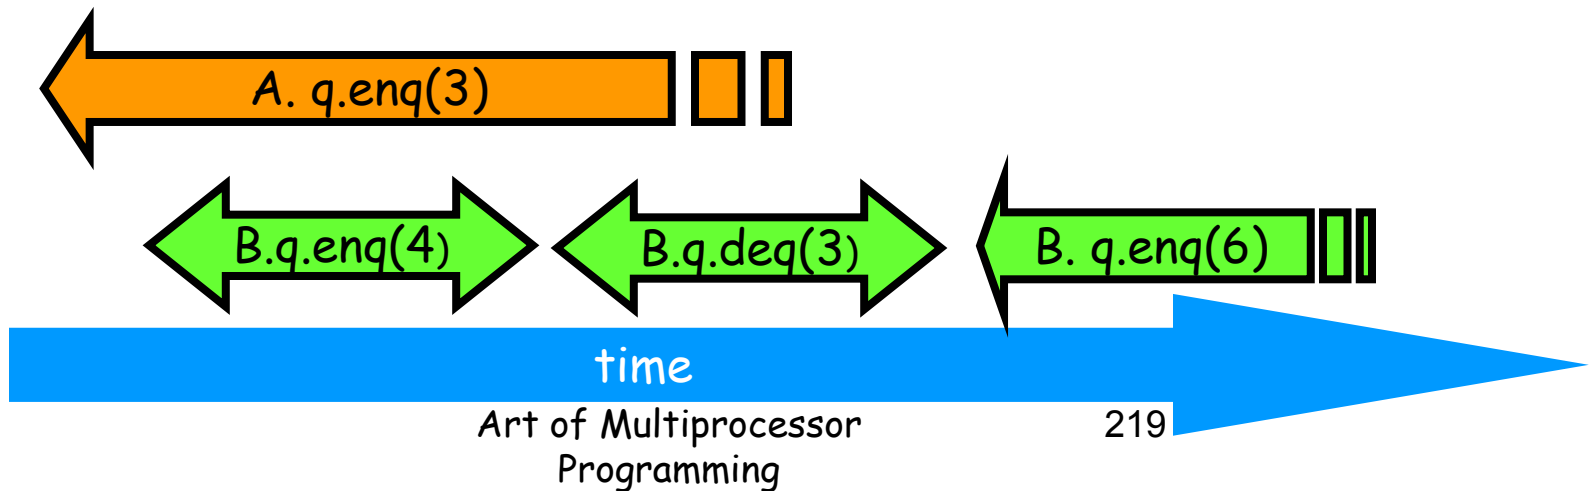 A. q.enq(3)
B.q.enq(4)
B.q.deq(3)
B. q.enq(6)
time
Art of Multiprocessor
Programming
219